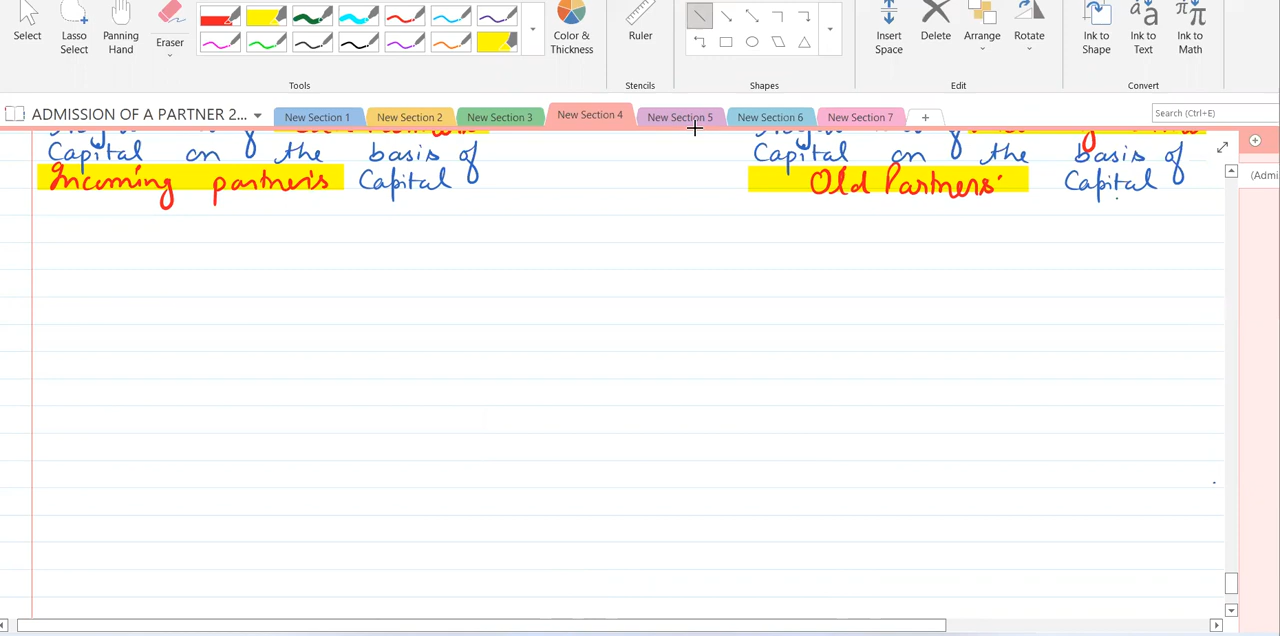 Select
Lasso
Select
Panning
Hand
Eraser
Color &
Thickness
Ruler
Insert
Space
Delete
Arrange
Rotate
Ink to
Shape
Ink to
Text
Ink to
Math
Tools
Stencils
Shapes
Edit
Convert
ADMISSION OF A PARTNER 2...
New Section 1
New Section 2
New Section 3
New Section 4
New Section 5
New Section 6
New Section 7
+
Search (Ctrl+E)
Capital on the basis of
Incoming partner's Capital
Capital on the basis of
Old Partners' Capital
(Admi